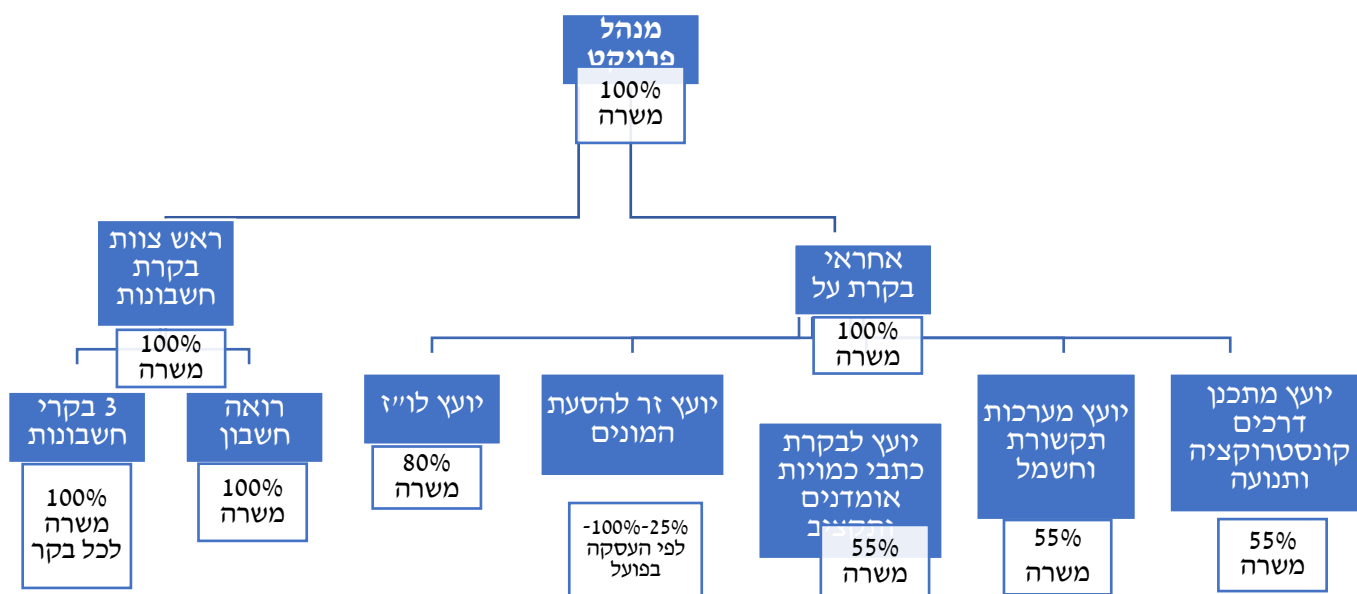 מנהל
פרויקט
100%
משרה
ראש צוות
בקרת
חשבונות
100%
משרה
אחראי
בקרת על
100%
משרה
3 בקרי
חשבונות
100%
משרה
לכל בקר
רואה
חשבון
100%
משרה
יועץ לו״ז
80%
משרה
יועץ זר להסעת
המונים
-100%-25%
לפי העסקה
בפועל
יועץ לבקרת
כתבי כמויות
אומדנים
ותקציב
55%
משרה
יועץ מערכות
תקשורת
וחשמל
55%
משרה
יועץ מתכנן
דרכים
קונסטרוקציה
ותנועה
55%
משרה